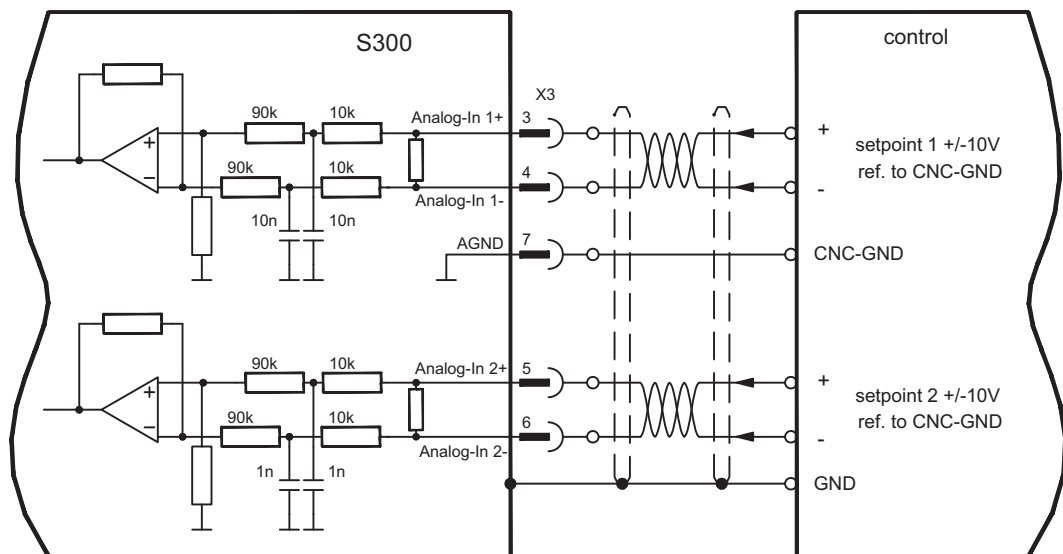 S300
control
X3
90k
10k
Analog-In 1+
3
+
+
−
setpoint 1 +/-10V
ref. to CNC-GND
90k
10k
4
-
Analog-In 1-
10n
10n
AGND
7
CNC-GND
90k
10k
Analog-In 2+
5
+
+
−
setpoint 2 +/-10V
ref. to CNC-GND
90k
10k
6
-
Analog-In 2-
1n
1n
GND